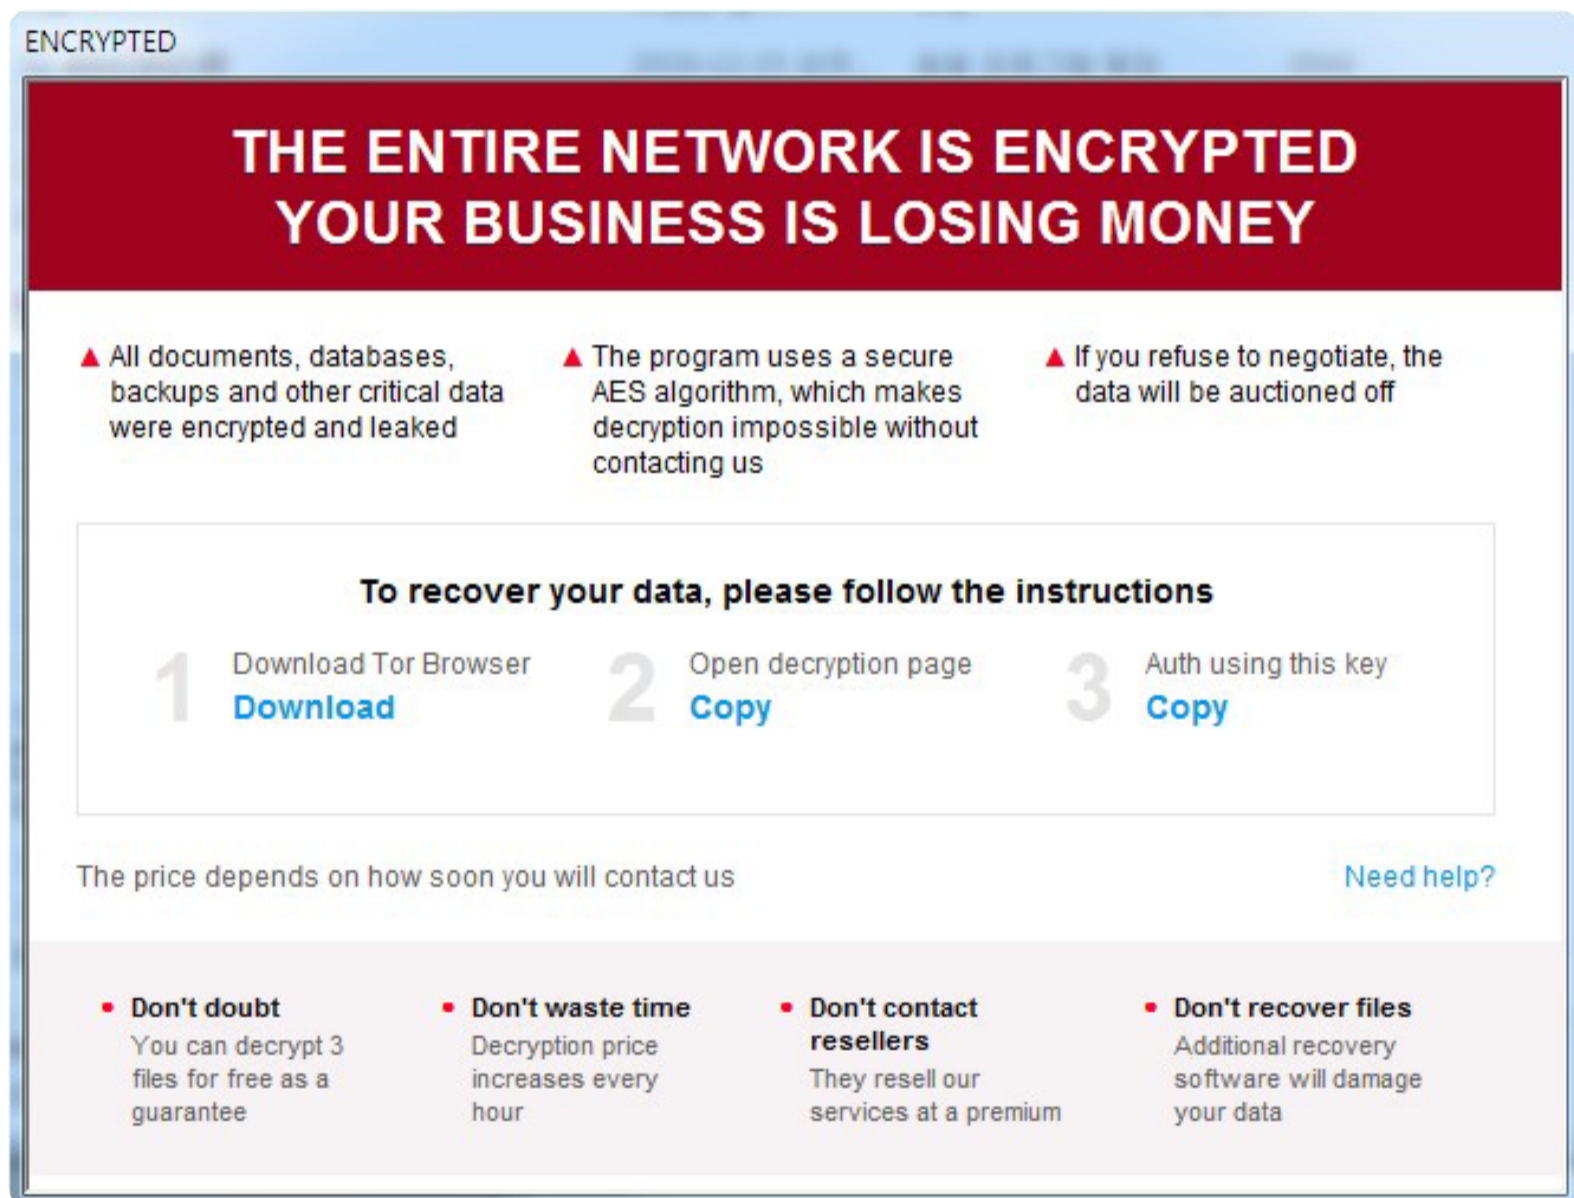 ENCRYPTED
THE ENTIRE NETWORK IS ENCRYPTED
YOUR BUSINESS IS LOSING MONEY
▲ All documents, databases,
backups and other critical data
were encrypted and leaked
▲ The program uses a secure
AES algorithm, which makes
decryption impossible without
contacting us
▲ If you refuse to negotiate, the
data will be auctioned off
To recover your data, please follow the instructions
1
Download Tor Browser
Download
2
Open decryption page
Copy
3
Auth using this key
Copy
The price depends on how soon you will contact us
Need help?
• Don't doubt
You can decrypt 3
files for free as a
guarantee
• Don't waste time
Decryption price
increases every
hour
• Don't contact
resellers
They resell our
services at a premium
• Don't recover files
Additional recovery
software will damage
your data